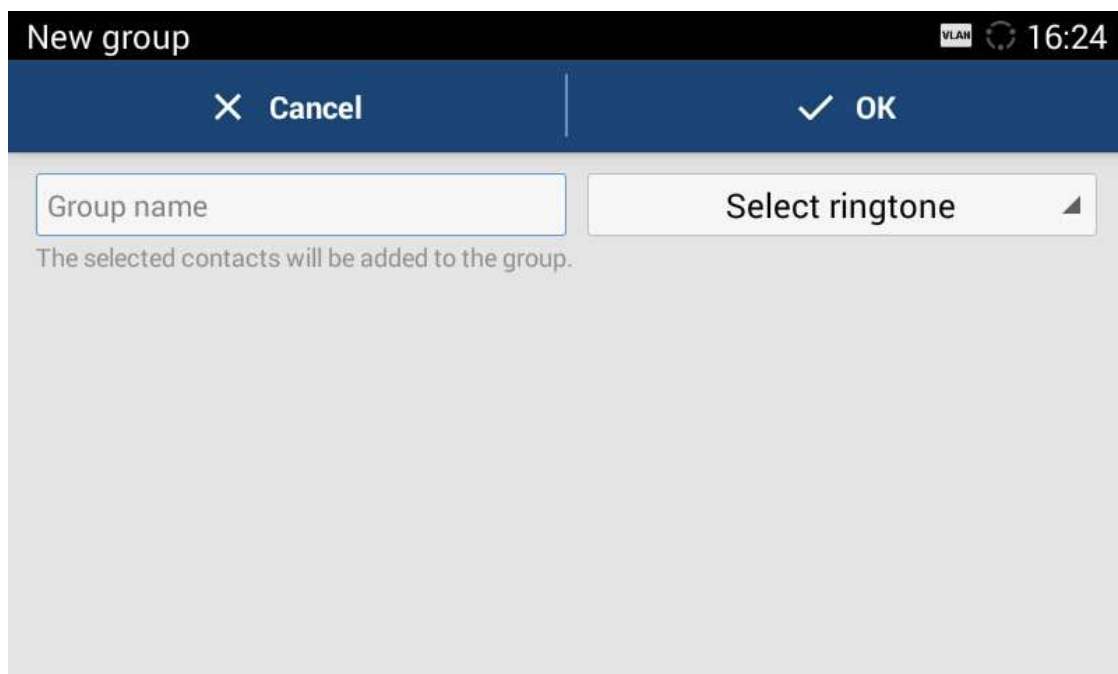 New group
VLAN 16:24
Cancel
OK
Group name
Select ringtone
The selected contacts will be added to the group.